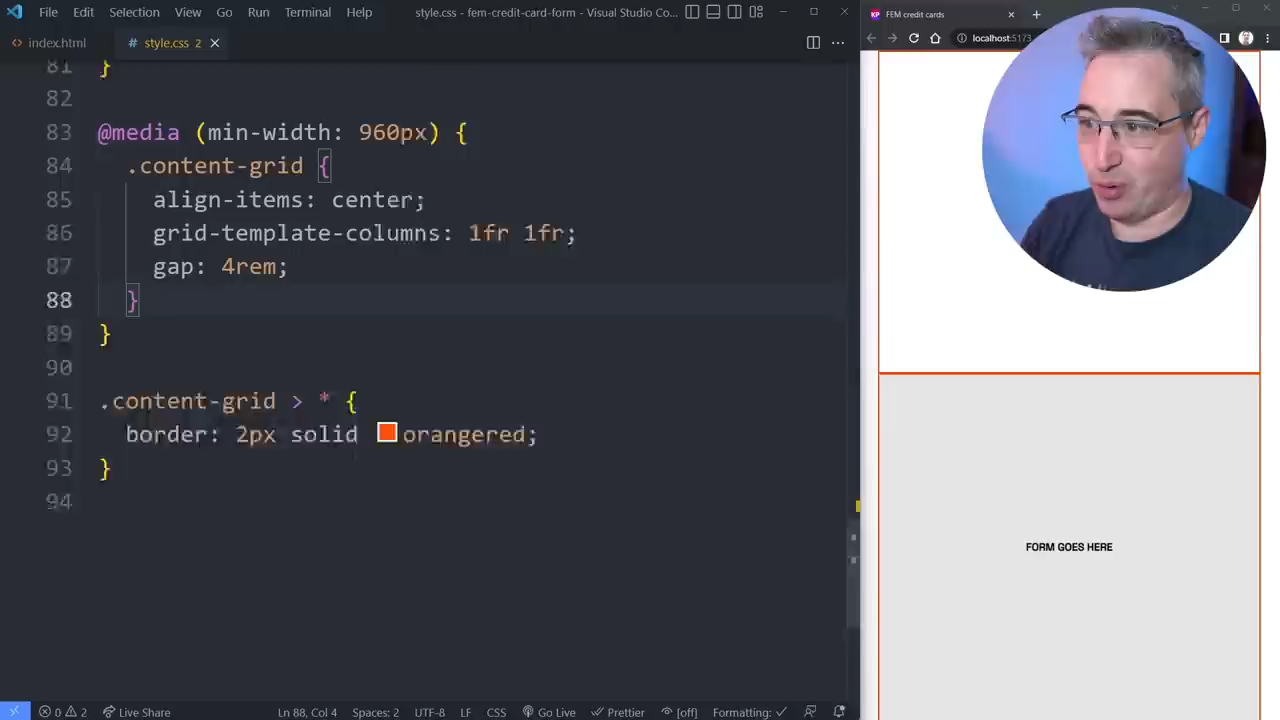 File Edit Selection View Go Run Terminal Help style.css - fem-credit-card-form - Visual Studio Co...
index.html # style.css 2
81 }
82
83 @media (min-width: 960px) {
84 .content-grid {
85 align-items: center;
86 grid-template-columns: 1fr 1fr;
87 gap: 4rem;
88 }
89 }
90
91 .content-grid > * {
92 border: 2px solid orangered;
93 }
94
0 2 Live Share Ln 88, Col 4 Spaces: 2 UTF-8 LF CSS Go Live Prettier [off] Formatting:
KP FEM credit cards
localhost:5173
FORM GOES HERE